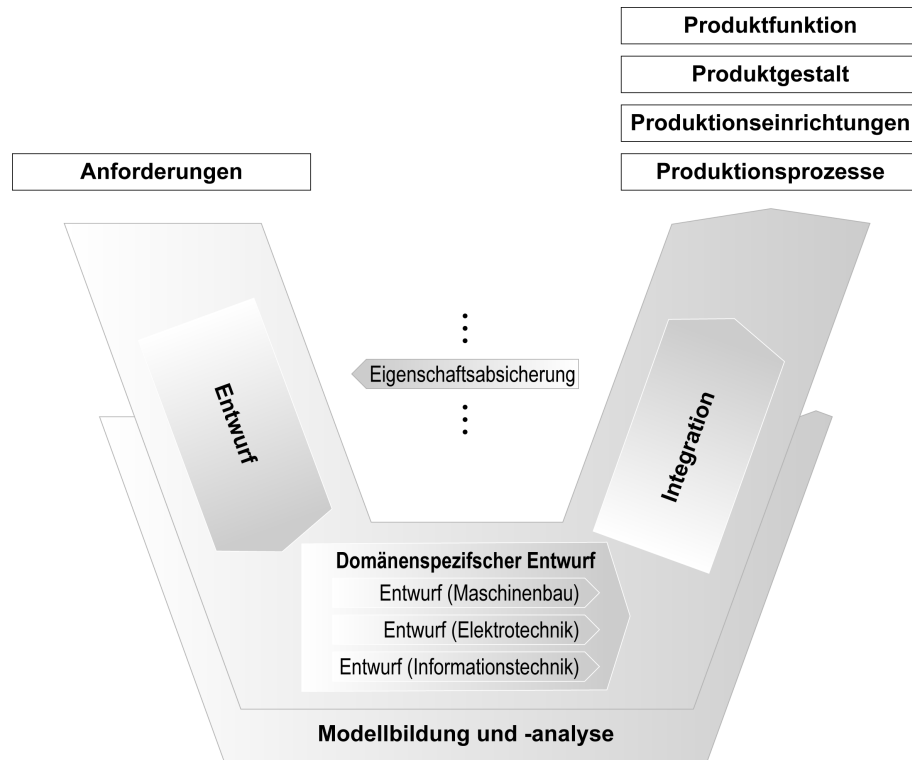 Produktfunktion
Produktgestalt
Produktionseinrichtungen
Anforderungen
Produktionsprozesse
Eigenschaftsabsicherung
Entwurf
Integration
Domänenspezifscher Entwurf
Entwurf (Maschinenbau)
Entwurf (Elektrotechnik)
Entwurf (Informationstechnik)
Modellbildung und -analyse